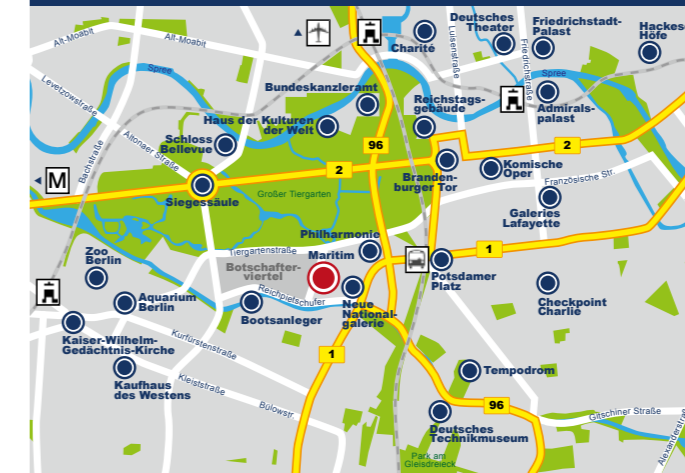 Deutsches
Theater
Friedrichstadt-
Palast
Hackesc
Höfe
Alt-Moabit
Alt-Moabit
Charité
Luisenstraße
Friedrichstraße
Spree
Spree
Levetzowstraße
Bundeskanzleramt
Reichstags-
gebäude
Admirals-
palast
Haus der Kulturen
der Welt
Altonaer Straße
Schloss
Bellevue
Bachstraße
96
2
2
M
Branden-
burger Tor
Komische
Oper
Französische Str.
Siegessäule
Großer Tiergarten
Galeries
Lafayette
Philharmonie
Tiergartenstraße
Maritim
1
Zoo
Berlin
Botschafter-
viertel
Potsdamer
Platz
Reichpietschufer
Aquarium
Berlin
Bootsanleger
Neue
National-
galerie
Checkpoint
Charlie
Kaiser-Wilhelm-
Gedächtnis-Kirche
Kurfürstenstraße
1
Kaufhaus
des Westens
Kleiststraße
Tempodrom
Bülowstr.
96
Gitschiner Straße
Deutsches
Technikmuseum
Alexandrinenstraße
Park am
Gleisdreieck